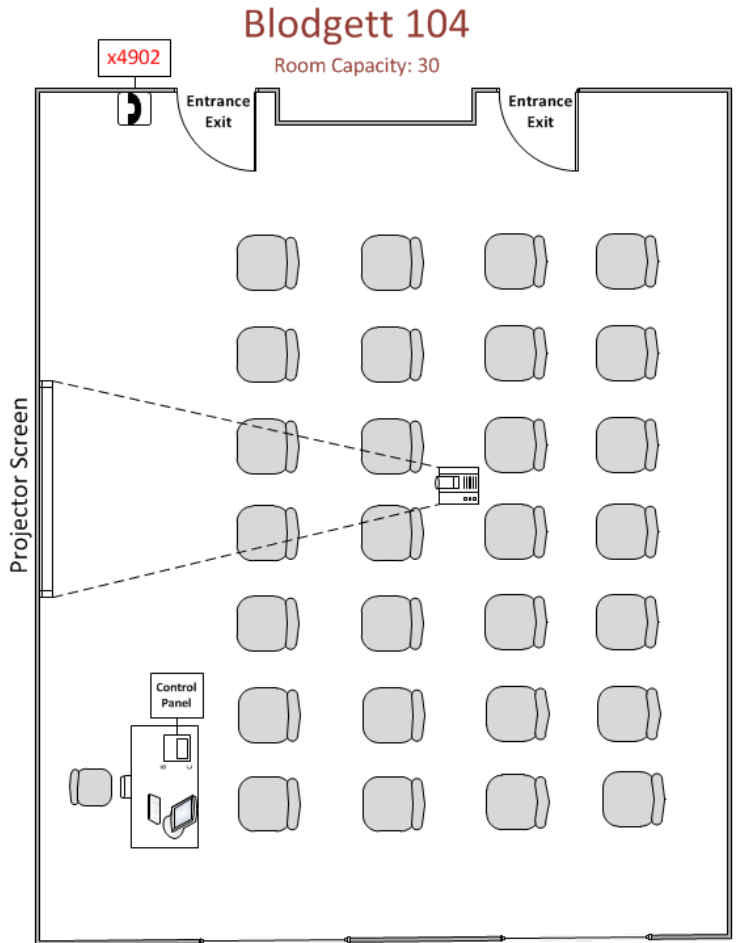 Blodgett 104
x4902
Room Capacity: 30
Entrance
Exit
Entrance
Exit
Projector Screen
Control
Panel
B
C